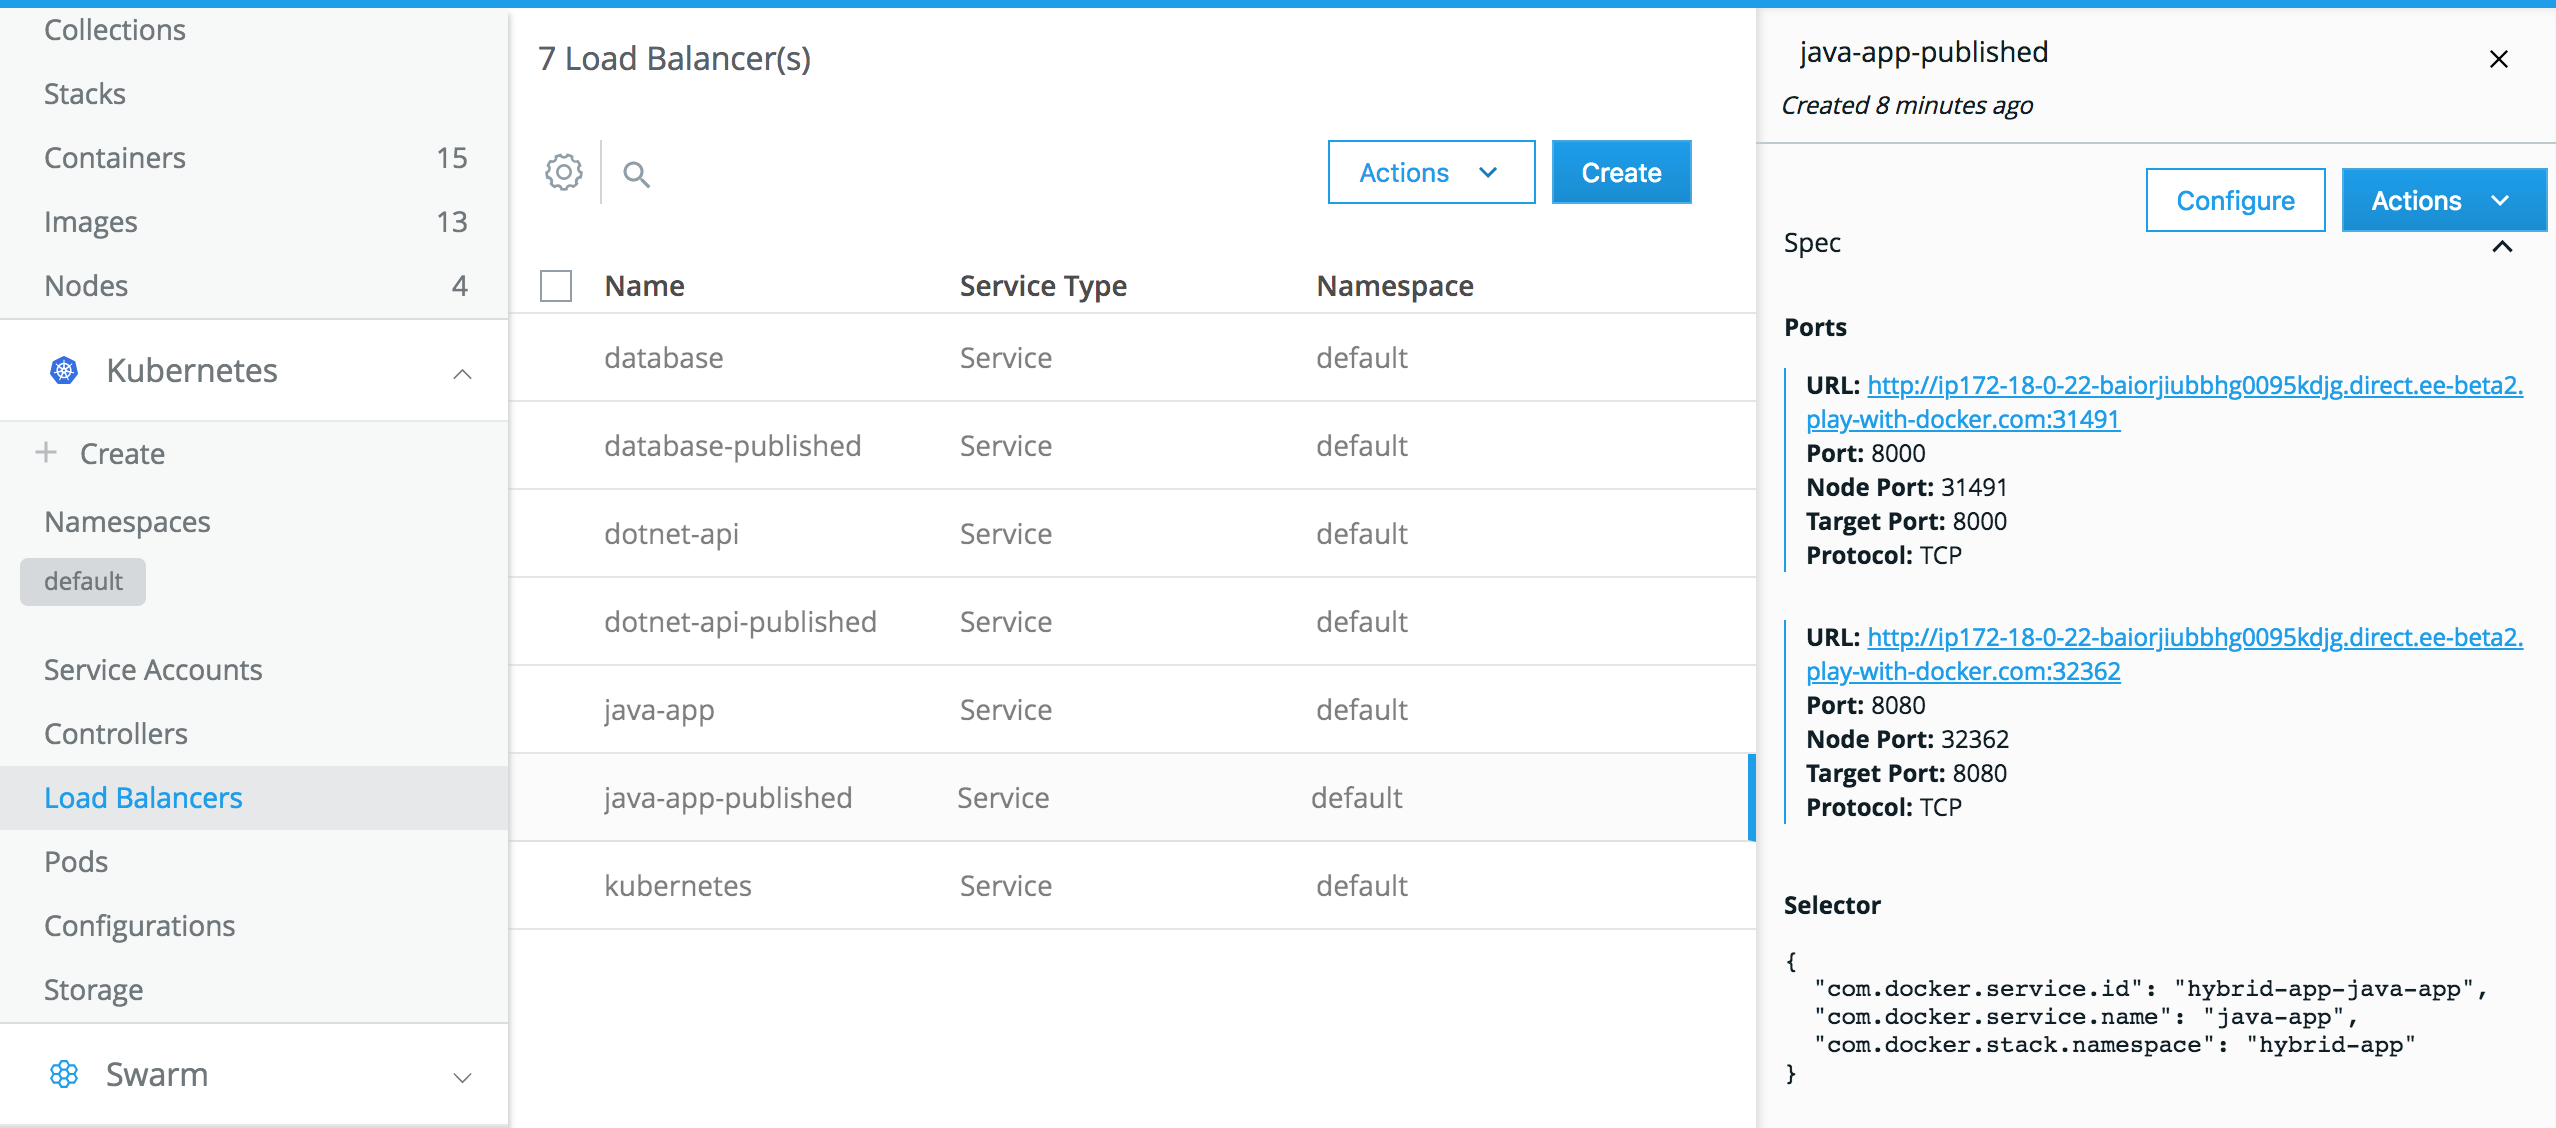 Collections
Stacks
Containers 15
Images 13
Nodes 4
Kubernetes
Create
Namespaces
default
Service Accounts
Controllers
Load Balancers
Pods
Configurations
Storage
Swarm
7 Load Balancer(s)
Actions Create
Name Service Type Namespace
database Service default
database-published Service default
dotnet-api Service default
dotnet-api-published Service default
java-app Service default
java-app-published Service default
kubernetes Service default
java-app-published
Created 8 minutes ago
Configure Actions
Spec
Ports
URL: http://ip172-18-0-22-baiorjiubbhg0095kdjg.direct.ee-beta2.
play-with-docker.com:31491
Port: 8000
Node Port: 31491
Target Port: 8000
Protocol: TCP
URL: http://ip172-18-0-22-baiorjiubbhg0095kdjg.direct.ee-beta2.
play-with-docker.com:32362
Port: 8080
Node Port: 32362
Target Port: 8080
Protocol: TCP
Selector
{
"com.docker.service.id": "hybrid-app-java-app",
"com.docker.service.name": "java-app",
"com.docker.stack.namespace": "hybrid-app"
}